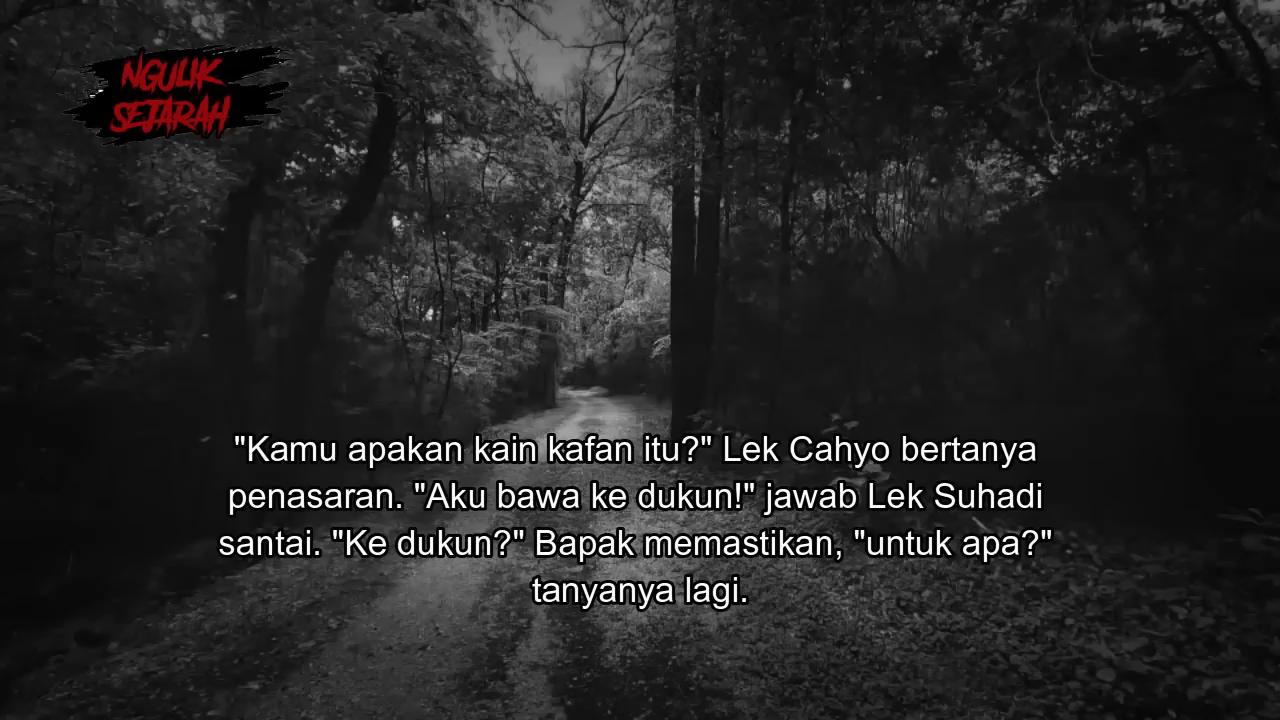 NGULIK
SEJARAH
"Kamu apakan kain kafan itu?" Lek Cahyo bertanya
penasaran. "Aku bawa ke dukun!" jawab Lek Suhadi
santai. "Ke dukun?" Bapak memastikan, "untuk apa?"
tanyanya lagi.